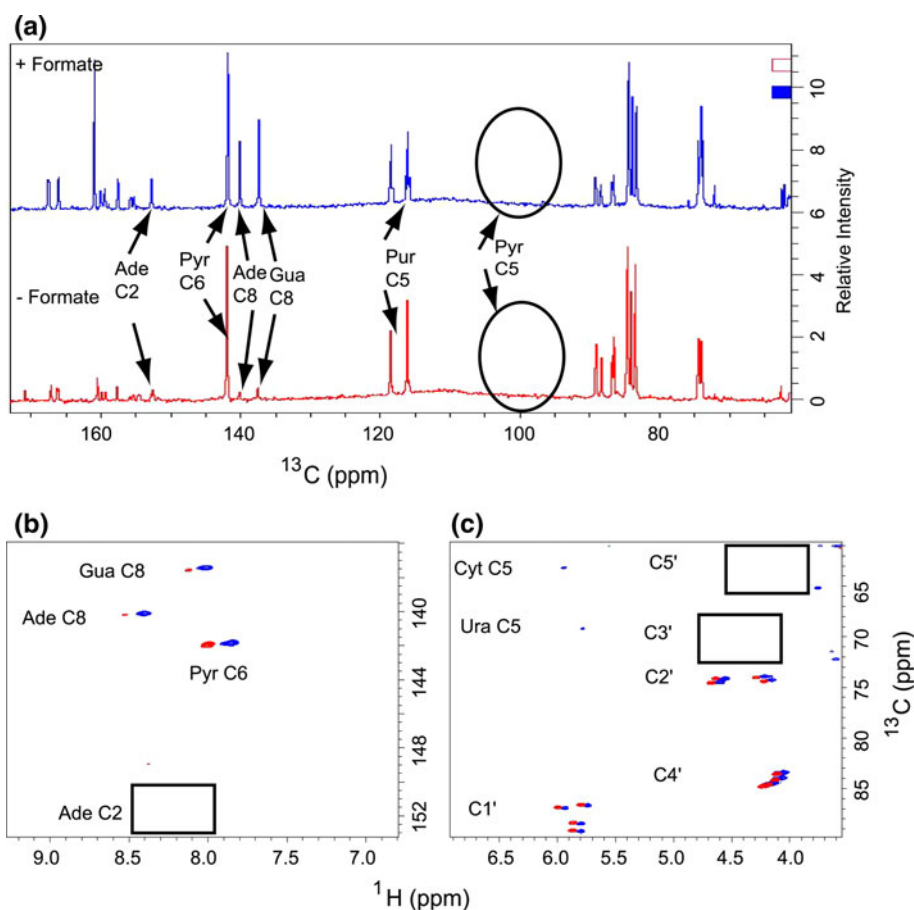 (a)
+ Formate
10
8
6
4
2
0
Relative Intensity
Ade C2
Pyr C6
Ade C8
Gua C8
Pur C5
Pyr C5
- Formate
160
140
120
100
80
13C (ppm)
(b)
Gua C8
Ade C8
Pyr C6
Ade C2
140
144
148
152
9.0
8.5
8.0
7.5
7.0
(c)
Cyt C5
Ura C5
C5'
C3'
C2'
C4'
C1'
65
70
75
80
85
13C (ppm)
6.5
6.0
5.5
5.0
4.5
4.0
1H (ppm)